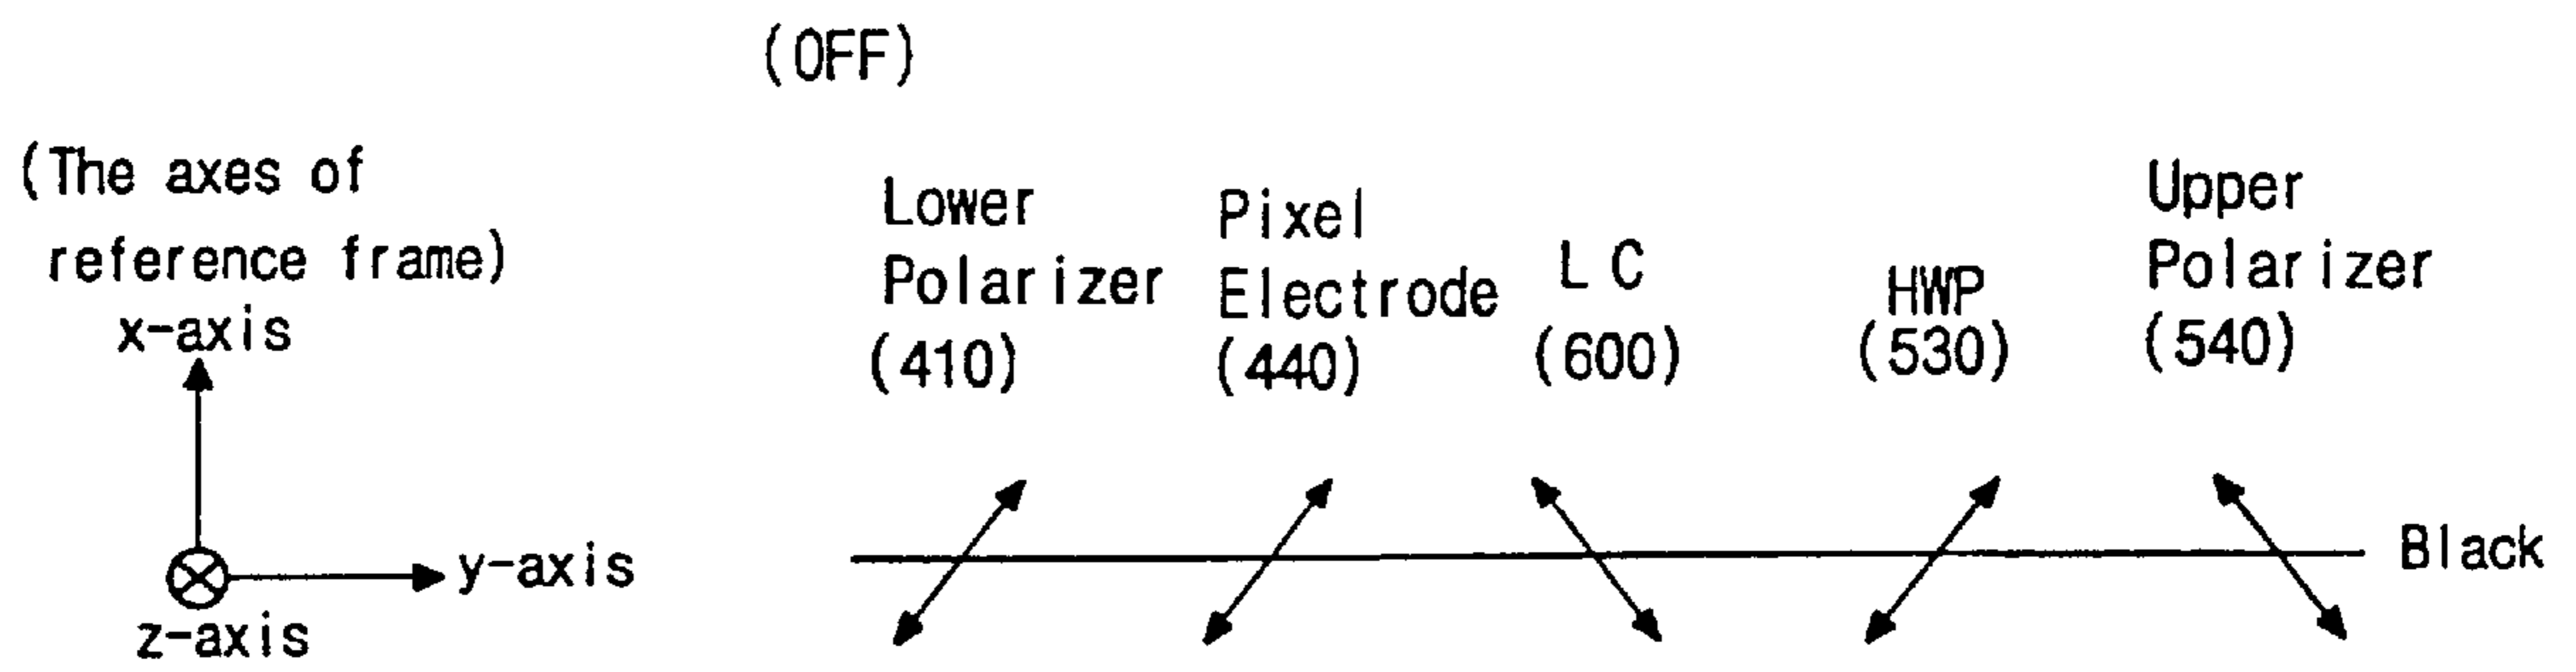 (OFF)
(The axes of
reference frame)
x-axis
y-axis
z-axis
Lower
Polarizer
(410)
Pixel
Electrode
(440)
LC
(600)
HWP
(530)
Upper
Polarizer
(540)
Black